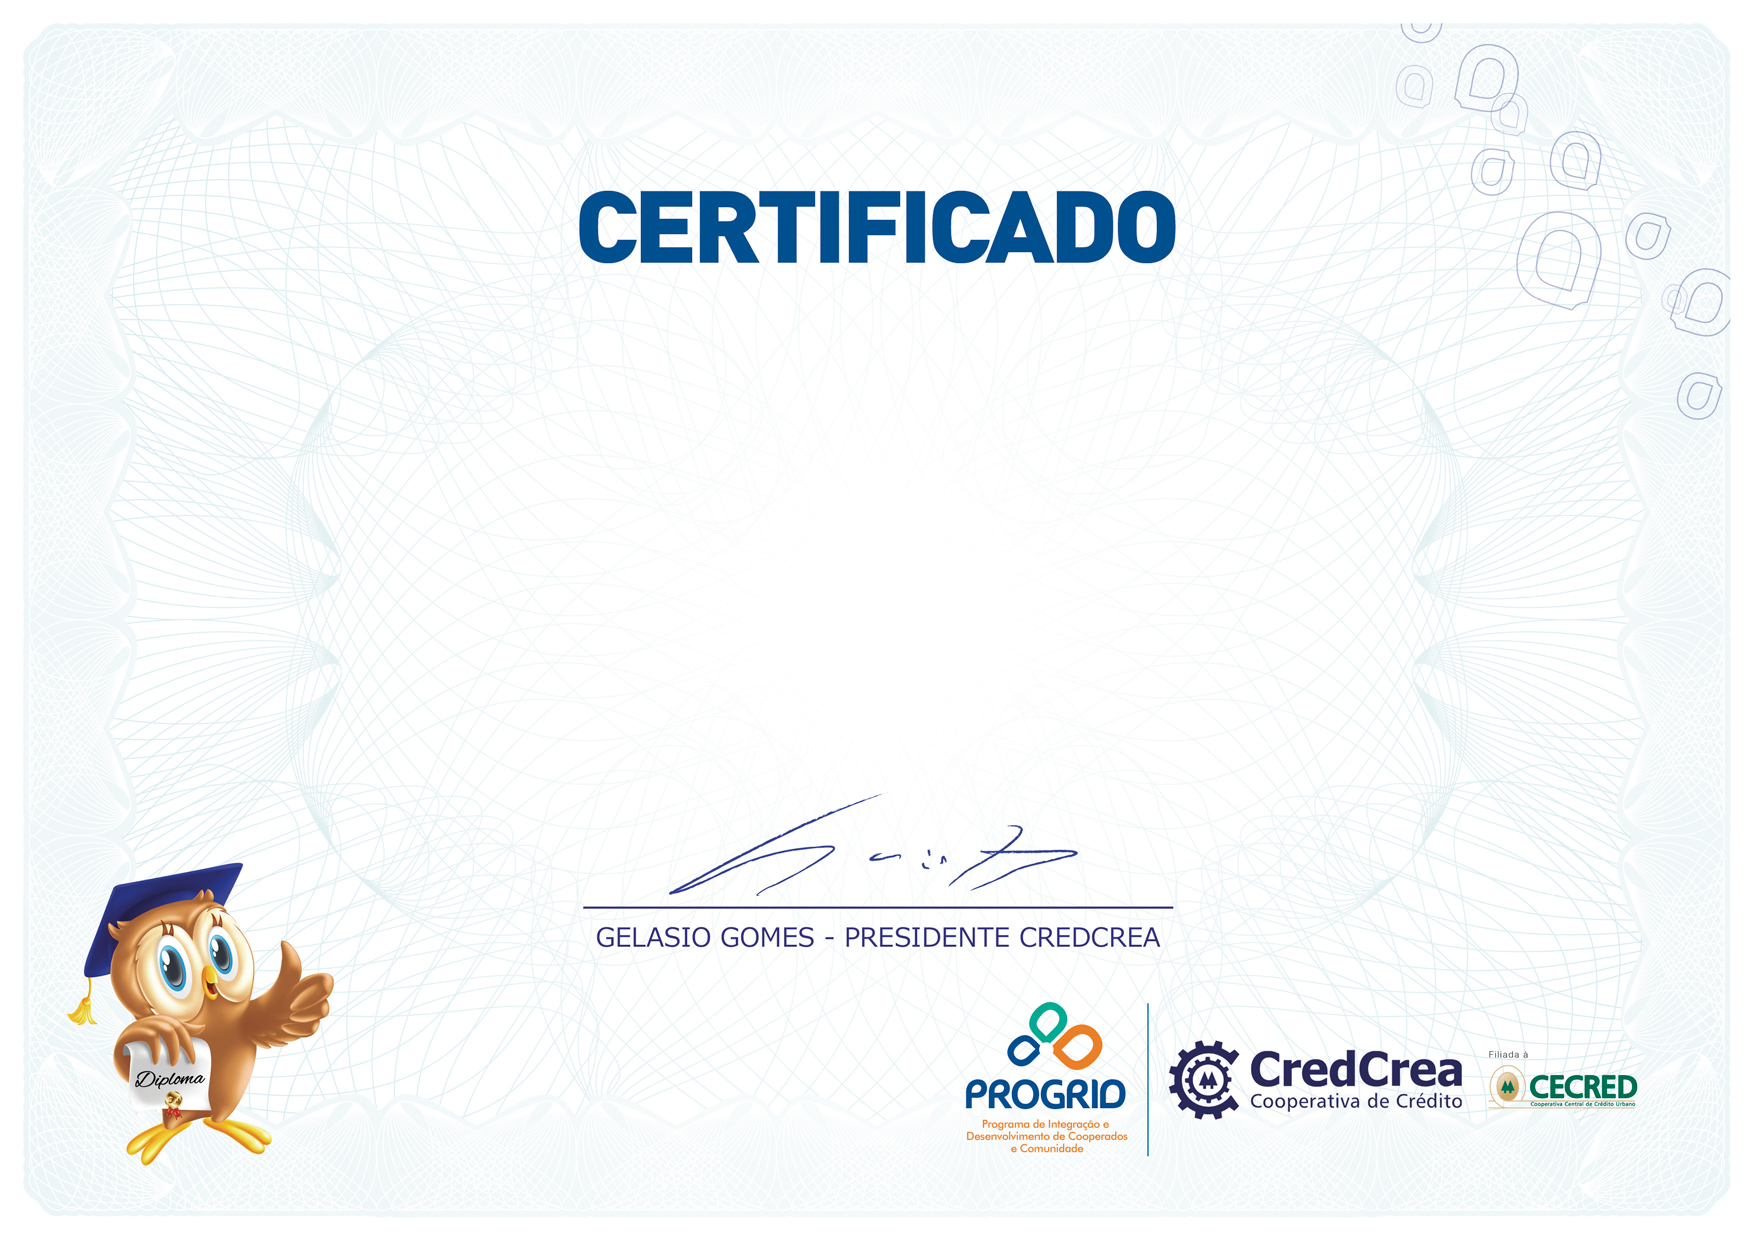 CERTIFICADO
GELASIO GOMES - PRESIDENTE CREDCREA
Diploma
PROGRID
Programa de Integração e
Desenvolvimento de Cooperados
e Comunidade
CredCrea
Cooperativa de Crédito
Filiada à
CECRED
Cooperativa Central de Crédito Urbano